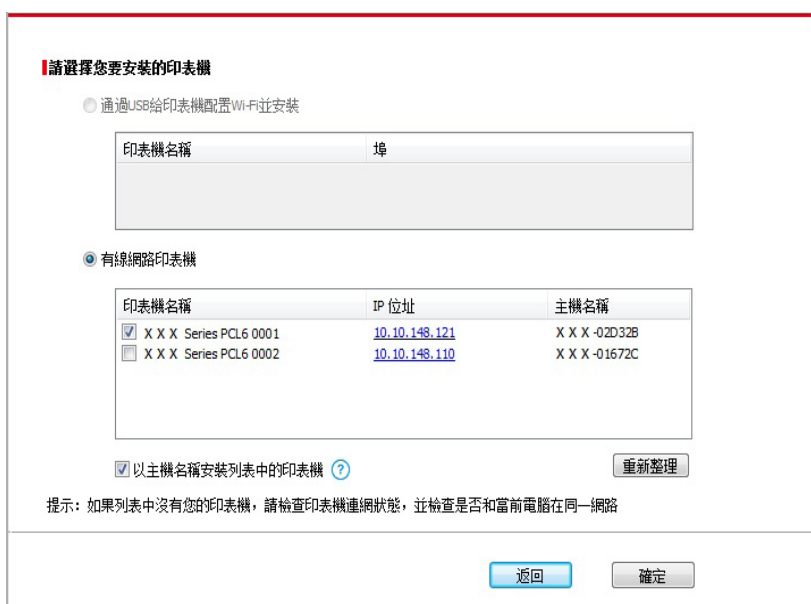 請選擇您要安裝的印表機
通過USB给印表機配置Wi-Fi並安裝
印表機名稱 埠
有線網路印表機
印表機名稱 IP 位址 主機名稱
X X X Series PCL6 0001 10.10.148.121 X X X -02D32B
X X X Series PCL6 0002 10.10.148.110 X X X -01672C
以主機名稱安裝列表中的印表機 ? 重新整理
提示：如果列表中沒有您的印表機，請檢查印表機連網狀態，並檢查是否和當前電腦在同一網路
返回 確定